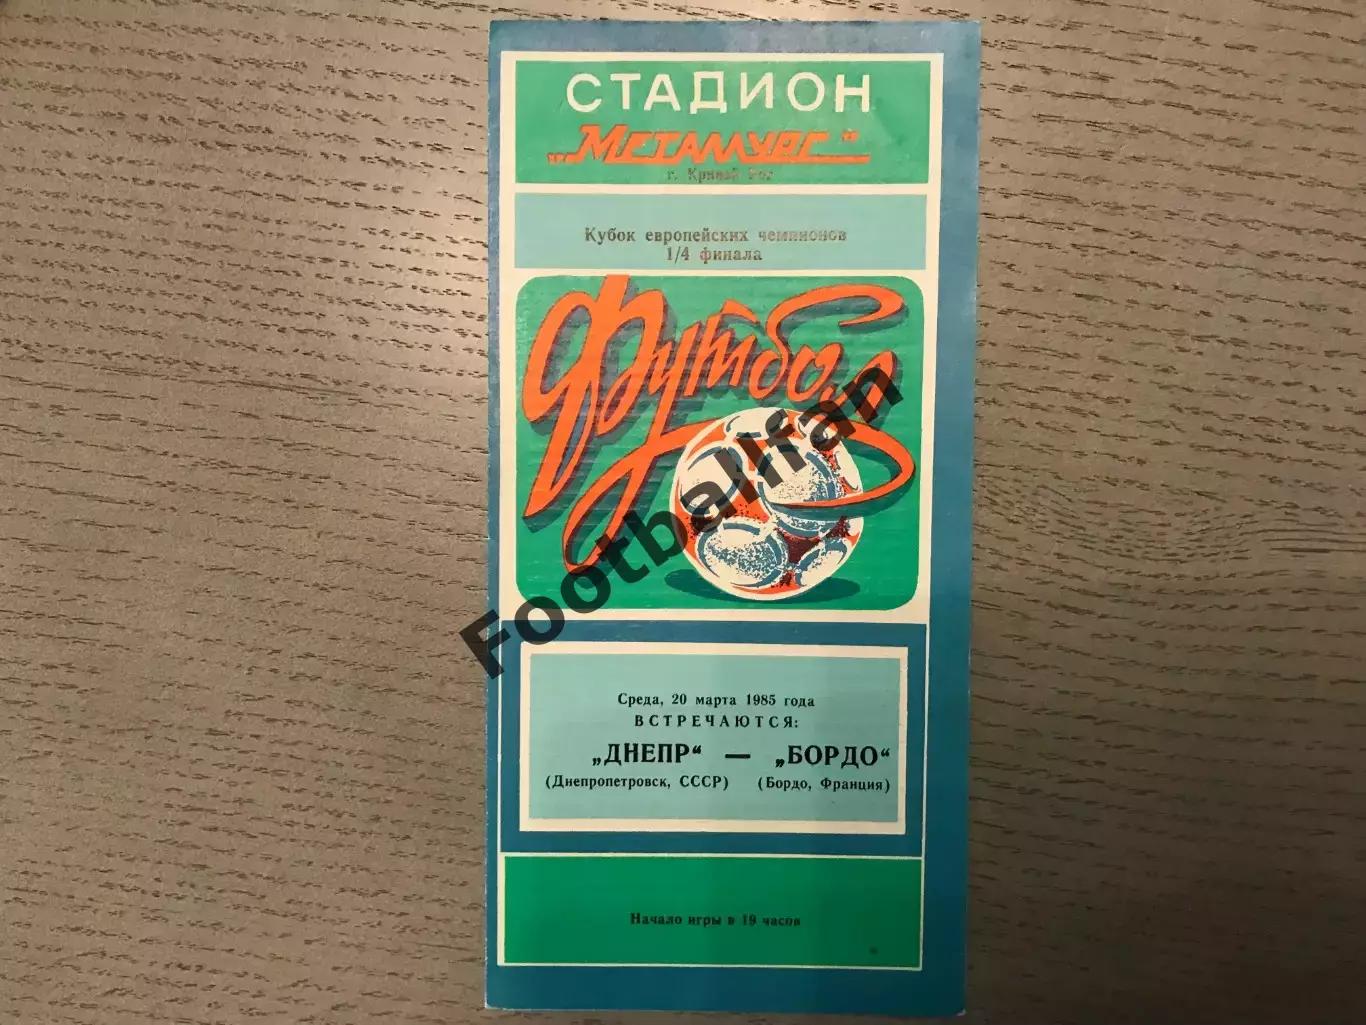 СТАДИОН
„Металлург“
г. Кривой Рог
Кубок европейских чемпионов
1/4 финала
Футбол
Footballfan
Среда, 20 марта 1985 года
ВСТРЕЧАЮТСЯ:
„ДНЕПР“ — „БОРДО“
(Днепропетровск, СССР) (Бордо, Франция)
Начало игры в 19 часов